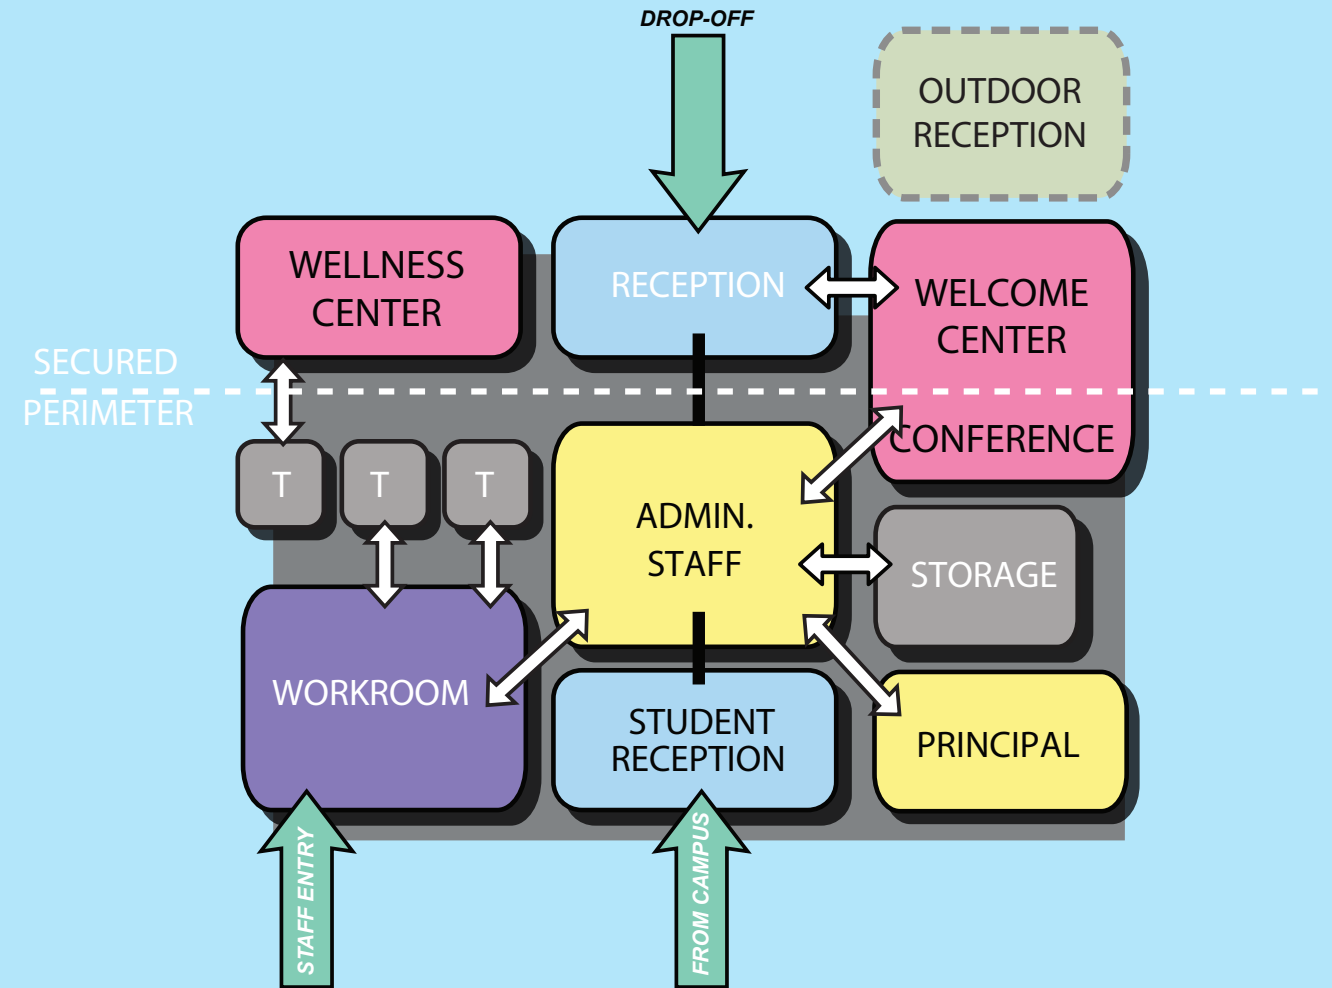 DROP-OFF
OUTDOOR
RECEPTION
WELLNESS
CENTER
RECEPTION
WELCOME
CENTER
SECURED
PERIMETER
CONFERENCE
T
T
T
ADMIN.
STAFF
STORAGE
WORKROOM
STUDENT
RECEPTION
PRINCIPAL
STAFF ENTRY
FROM CAMPUS